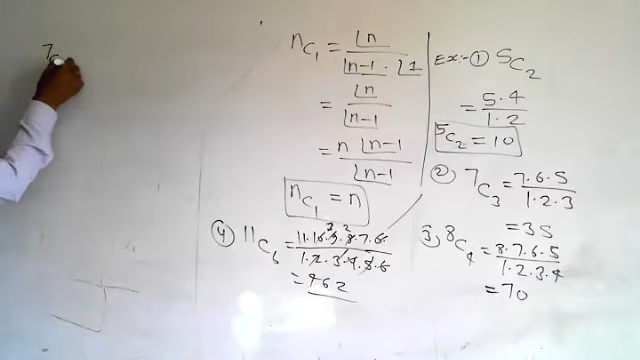 7C
nC1 = ⌊n / ⌊n-1 · ⌊1
= ⌊n / ⌊n-1
= n ⌊n-1 / ⌊n-1
nC1 = n
Ex:- ① 5C2
= 5·4 / 1·2
5C2 = 10
② 7C3 = 7·6·5 / 1·2·3
= 35
3, 8C4 = 8·7·6·5 / 1·2·3·4
= 70
④ 11C6 = 11·10·9·8·7·6 / 1·2·3·4·5·6
= 462